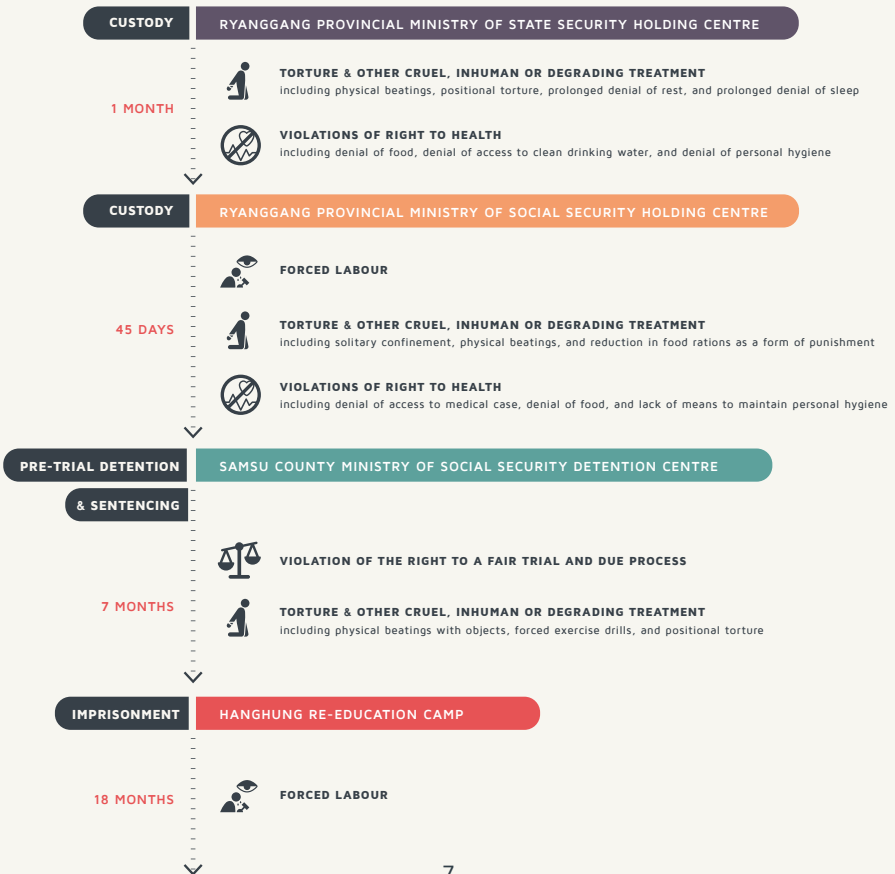 CUSTODY RYANGGANG PROVINCIAL MINISTRY OF STATE SECURITY HOLDING CENTRE
TORTURE & OTHER CRUEL, INHUMAN OR DEGRADING TREATMENT
including physical beatings, positional torture, prolonged denial of rest, and prolonged denial of sleep
1 MONTH
VIOLATIONS OF RIGHT TO HEALTH
including denial of food, denial of access to clean drinking water, and denial of personal hygiene
CUSTODY RYANGGANG PROVINCIAL MINISTRY OF SOCIAL SECURITY HOLDING CENTRE
FORCED LABOUR
45 DAYS
TORTURE & OTHER CRUEL, INHUMAN OR DEGRADING TREATMENT
including solitary confinement, physical beatings, and reduction in food rations as a form of punishment
VIOLATIONS OF RIGHT TO HEALTH
including denial of access to medical case, denial of food, and lack of means to maintain personal hygiene
PRE-TRIAL DETENTION SAMSU COUNTY MINISTRY OF SOCIAL SECURITY DETENTION CENTRE
& SENTENCING
VIOLATION OF THE RIGHT TO A FAIR TRIAL AND DUE PROCESS
7 MONTHS
TORTURE & OTHER CRUEL, INHUMAN OR DEGRADING TREATMENT
including physical beatings with objects, forced exercise drills, and positional torture
IMPRISONMENT HANGHUNG RE-EDUCATION CAMP
18 MONTHS
FORCED LABOUR
7